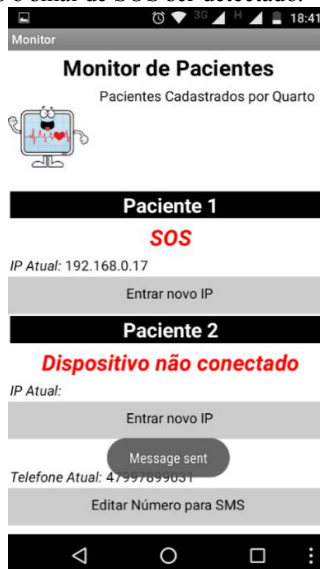 o sinal de SOS ser detectado.
3G H 18:41
Monitor
Monitor de Pacientes
Pacientes Cadastrados por Quarto
Paciente 1
SOS
IP Atual: 192.168.0.17
Entrar novo IP
Paciente 2
Dispositivo não conectado
IP Atual:
Entrar novo IP
Message sent
Telefone Atual: 47997899031
Editar Número para SMS